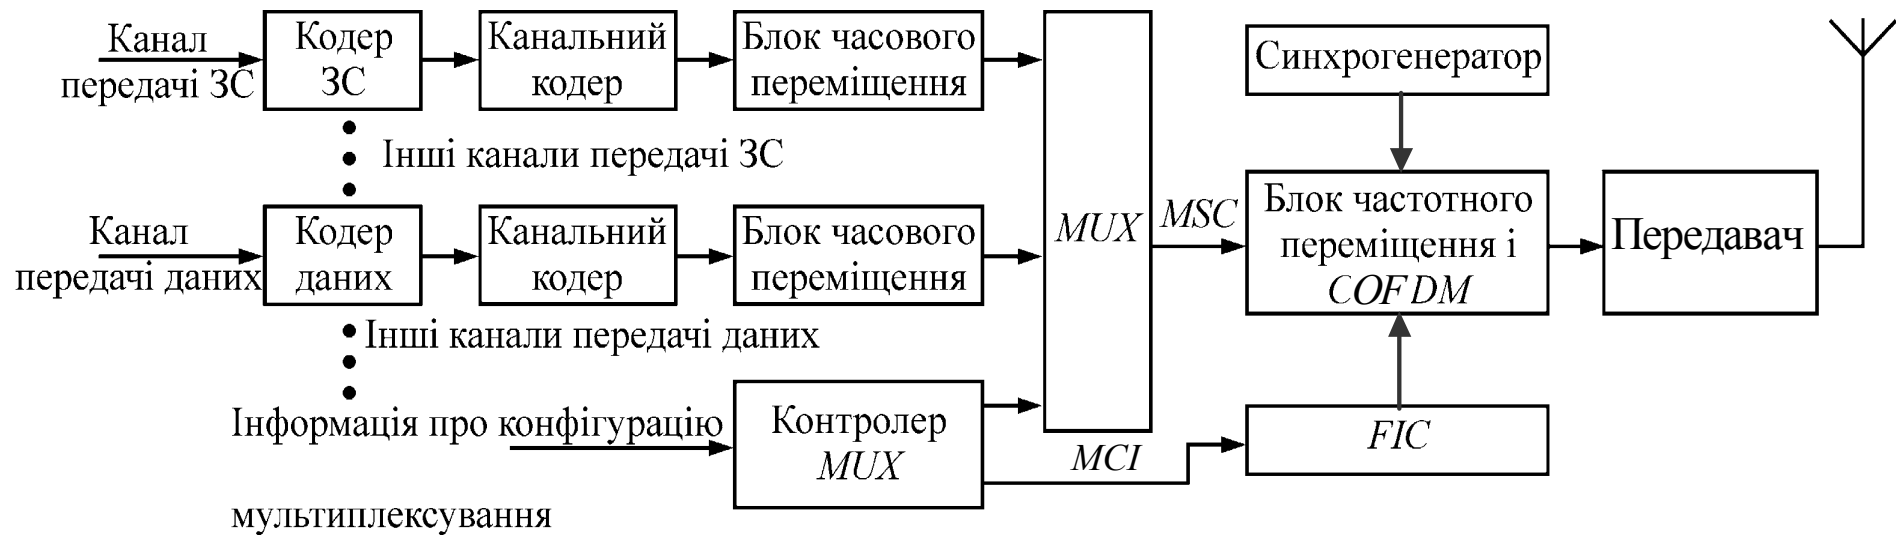 Канал
передачі ЗС
Кодер
ЗС
Канальний
кодер
Блок часового
переміщення
Інші канали передачі ЗС
Канал
передачі даних
Кодер
даних
Канальний
кодер
Блок часового
переміщення
Інші канали передачі даних
Інформація про конфігурацію
мультиплексування
Контролер
MUX
MUX
MSC
MCI
Синхрогенератор
Блок частотного
переміщення і
COFDM
FIC
Передавач